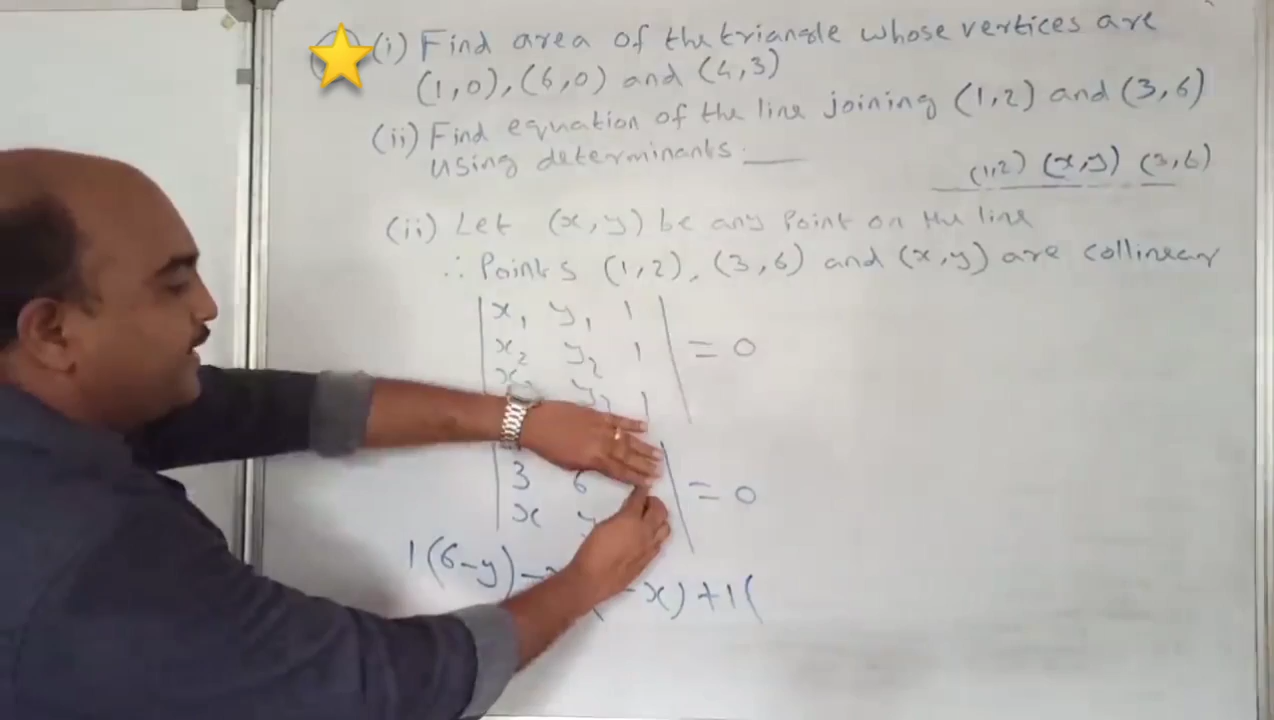 (i) Find area of the triangle whose vertices are
(1,0), (6,0) and (4,3)
(ii) Find equation of the line joining (1,2) and (3,6)
using determinants.
(1,2) (x,y) (3,6)
(ii) Let (x,y) be any point on the line
∴ Points (1,2), (3,6) and (x,y) are collinear
| x₁ y₁ 1 |
| x₂ y₂ 1 | = 0
y₃ 1 |
| 3 6 | = 0
| x y
1(6-y) - -x) + 1(